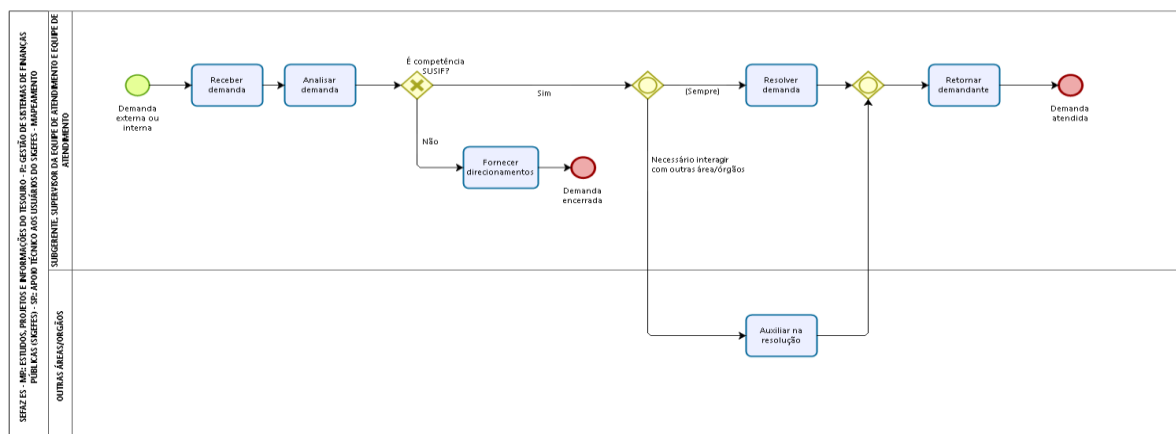 SEFAZ ES - MP: ESTUDOS, PROJETOS E INFORMAÇÕES DO TESOURO - P.: GESTÃO DE SISTEMAS DE FINANÇAS
PÚBLICAS (SIGEFES) - SP.: APOIO TÉCNICO AOS USUÁRIOS DO SIGEFES - MAPEAMENTO
SUBGERENTE, SUPERVISOR DA EQUIPE DE ATENDIMENTO E EQUIPE DE
ATENDIMENTO
Demanda
externa ou
interna
Receber
demanda
Analisar
demanda
É competência
SUSIF?
Sim
Não
Fornecer
direcionamentos
Demanda
encerrada
(Sempre)
Necessário interagir
com outras área/órgãos
Resolver
demanda
Retornar
demandante
Demanda
atendida
OUTRAS ÁREAS/ORGÃOS
Auxiliar na
resolução